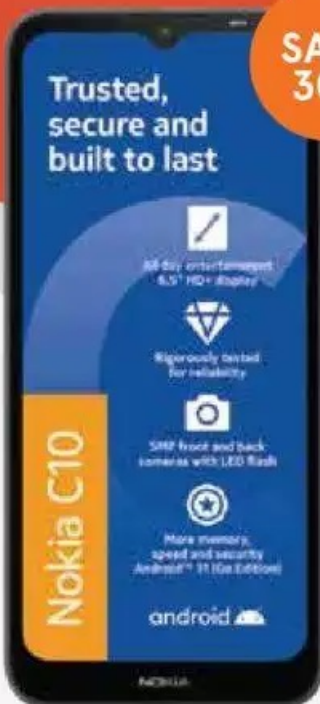 SA
30
Trusted,
secure and
built to last
All day entertainment
6.5" HD+ display
Rigorously tested
for reliability
5MP front and back
cameras with LED flash
More memory,
speed and security
Android™ 11 (Go Edition)
Nokia C10
android
NOKIA